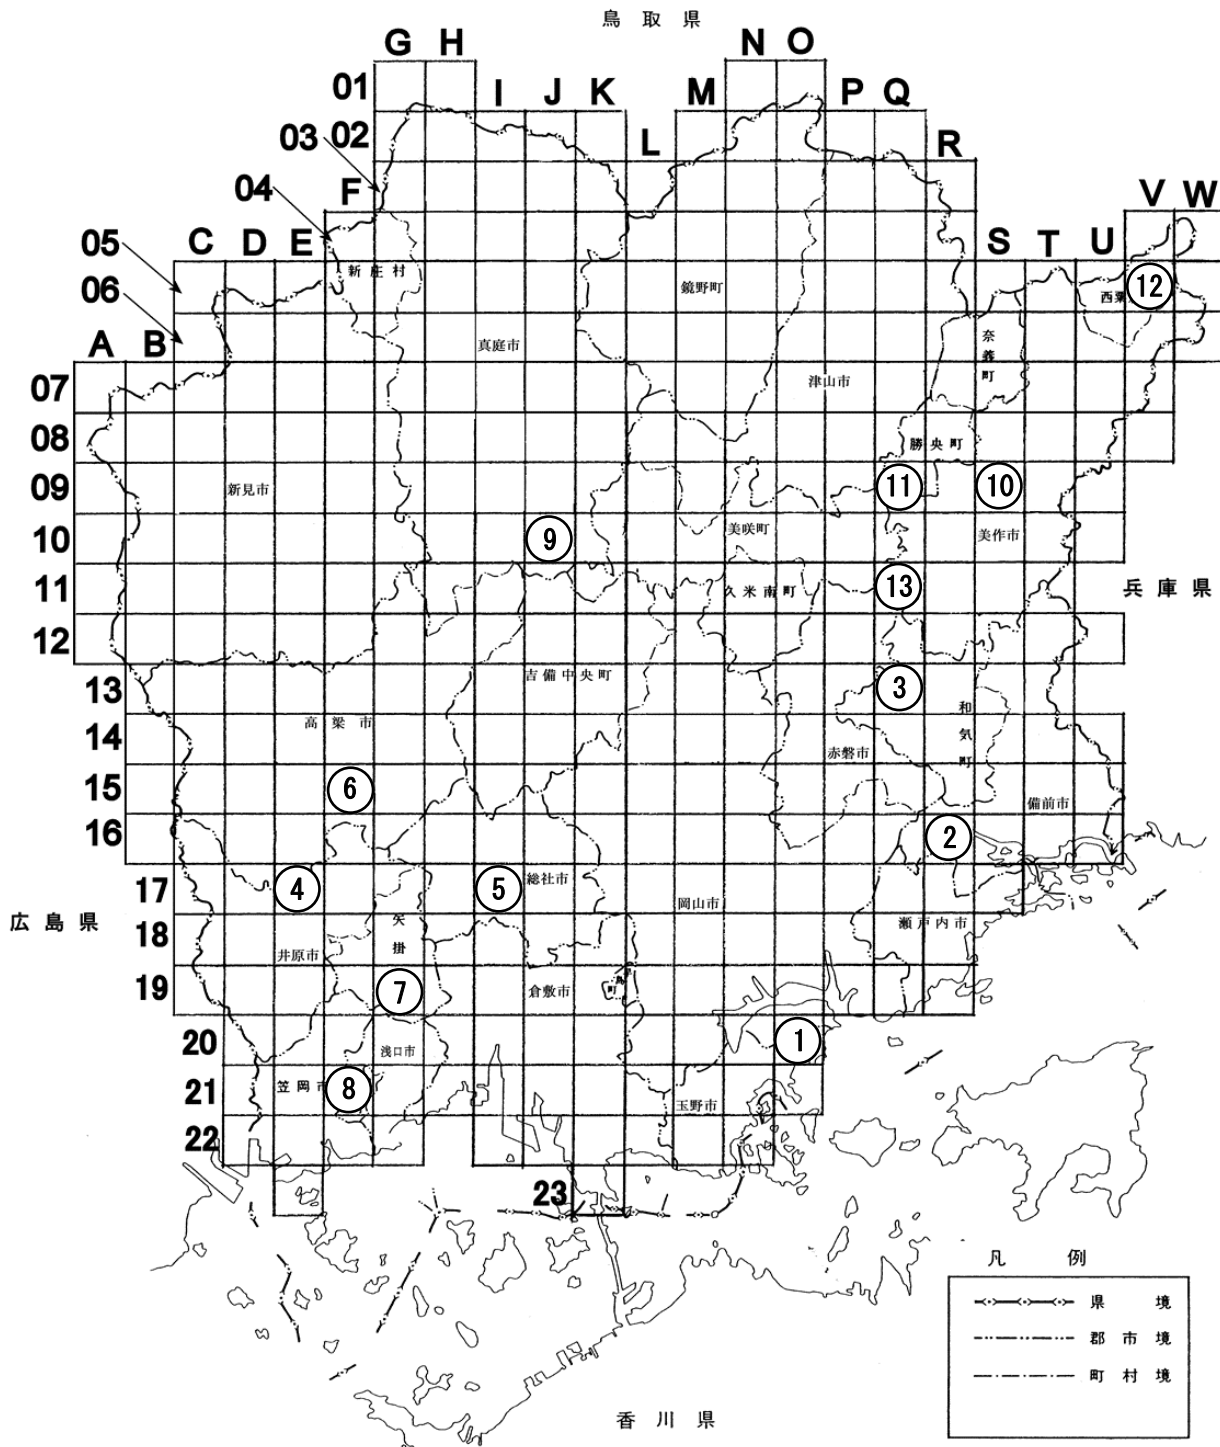 鳥取県
G H N O
01 I J K M P Q
03 02 L R
04 F V W
05 C D E S T U
新庄村 鏡野町 西粟 ⑫
06
A B 真庭市 奈義町
07 津山市
08 勝央町
09 新見市 ⑪ ⑩
10 ⑨ 美咲町 美作市
11 久米南町 ⑬ 兵庫県
12
13 吉備中央町 ③ 和気町
14 高梁市 赤磐市
15 ⑥ 備前市
16 ②
17 ④ ⑤ 総社市 岡山市
広島県 矢掛 瀬戸内市
18 井原市
19 ⑦ 倉敷市 町
20 浅口市 ①
21 笠岡市 ⑧ 玉野市
22
23
凡例
県境
郡市境
町村境
香川県